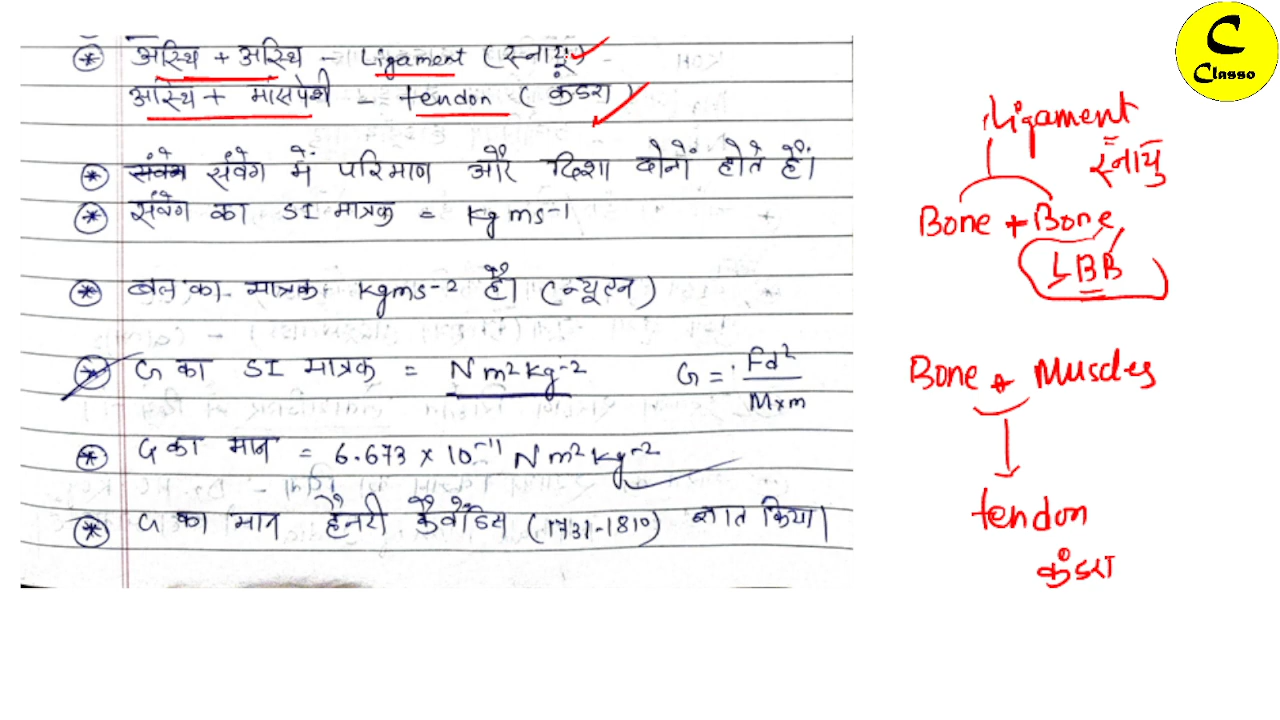 अस्थि + अस्थि - Ligament (स्नायु)
अस्थि + मांसपेशी - tendon (कंडरा)
संवेग में परिमाण और दिशा दोनों होते हैं।
संवेग का SI मात्रक = kgms-1
बल का मात्रक kgms-2 है। (न्यूटन)
G का SI मात्रक = Nm²kg-2 G = Fd² / M×m
G का मान = 6.673 × 10-11 Nm²kg-2
G का मान हेनरी कैवेंडिस (1731-1810) ज्ञात किया।
C
Classo
Ligament
स्नायु
Bone + Bone
LBB
Bone + Muscles
tendon
कंडरा